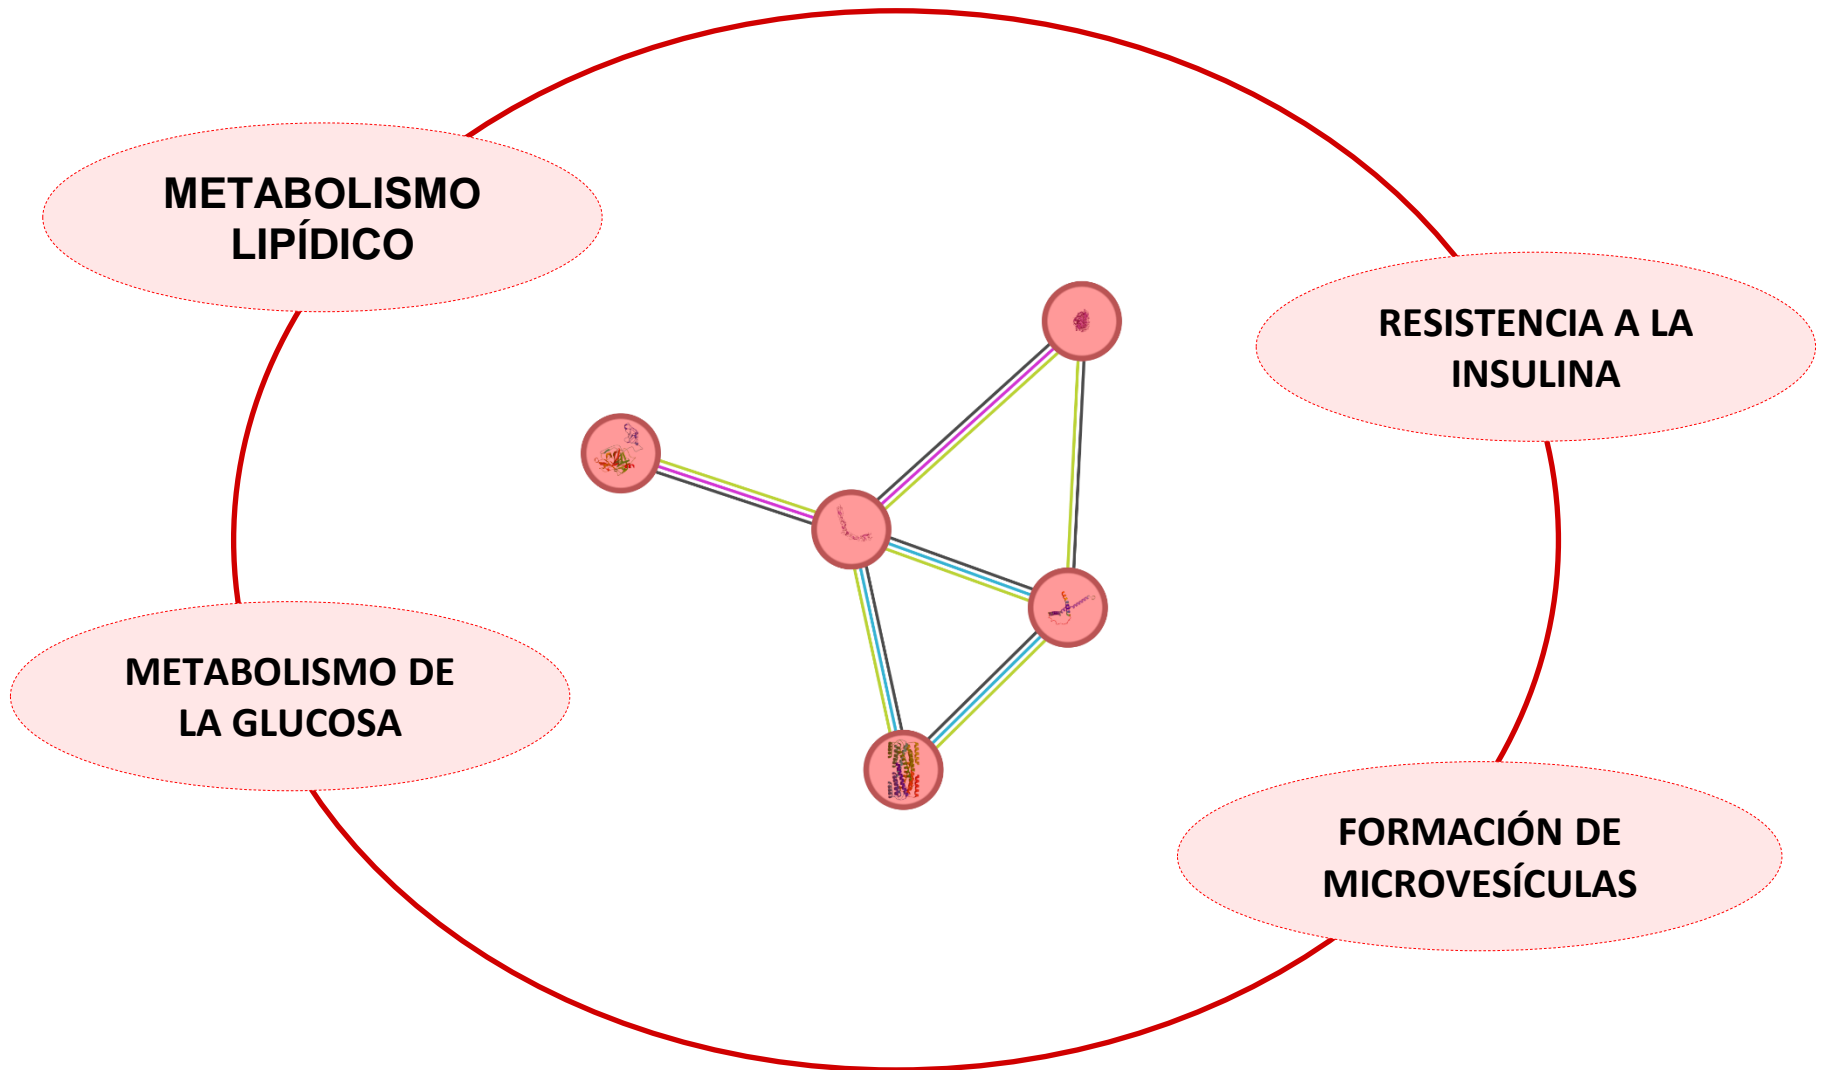 METABOLISMO
LIPÍDICO
RESISTENCIA A LA
INSULINA
METABOLISMO DE
LA GLUCOSA
FORMACIÓN DE
MICROVESÍCULAS